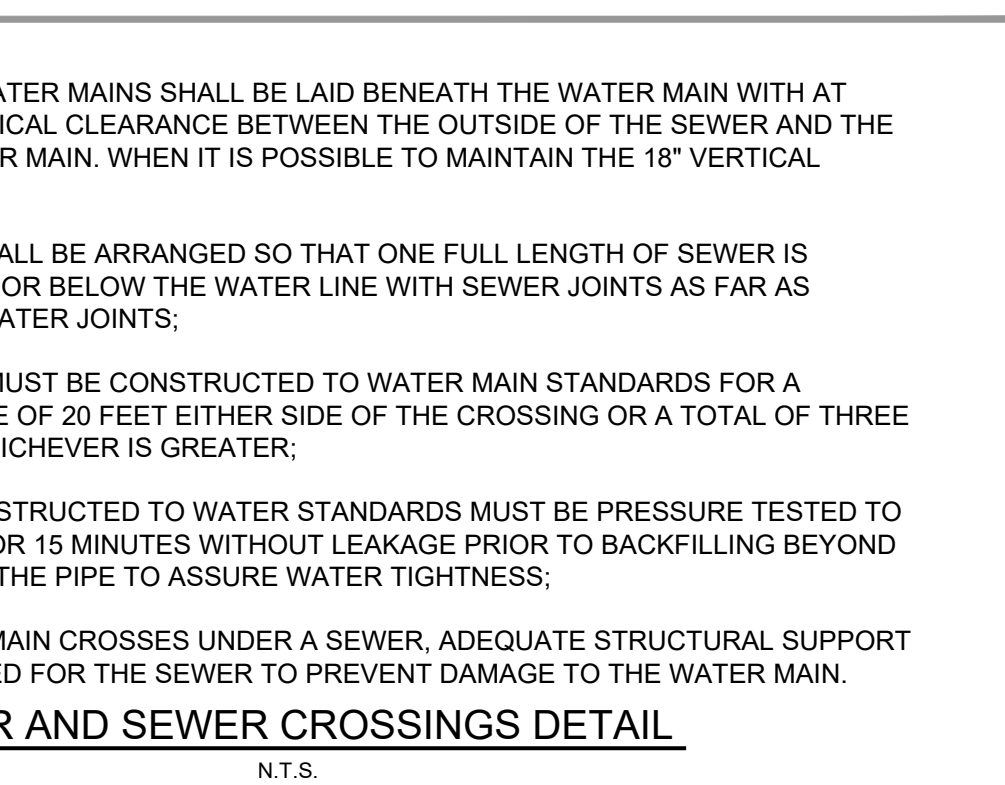 ATER MAINS SHALL BE LAID BENEATH THE WATER MAIN WITH AT
ICAL CLEARANCE BETWEEN THE OUTSIDE OF THE SEWER AND THE
R MAIN. WHEN IT IS POSSIBLE TO MAINTAIN THE 18" VERTICAL
ALL BE ARRANGED SO THAT ONE FULL LENGTH OF SEWER IS
OR BELOW THE WATER LINE WITH SEWER JOINTS AS FAR AS
ATER JOINTS;
MUST BE CONSTRUCTED TO WATER MAIN STANDARDS FOR A
E OF 20 FEET EITHER SIDE OF THE CROSSING OR A TOTAL OF THREE
ICHEVER IS GREATER;
STRUCTED TO WATER STANDARDS MUST BE PRESSURE TESTED TO
OR 15 MINUTES WITHOUT LEAKAGE PRIOR TO BACKFILLING BEYOND
THE PIPE TO ASSURE WATER TIGHTNESS;
MAIN CROSSES UNDER A SEWER, ADEQUATE STRUCTURAL SUPPORT
ED FOR THE SEWER TO PREVENT DAMAGE TO THE WATER MAIN.
R AND SEWER CROSSINGS DETAIL
N.T.S.